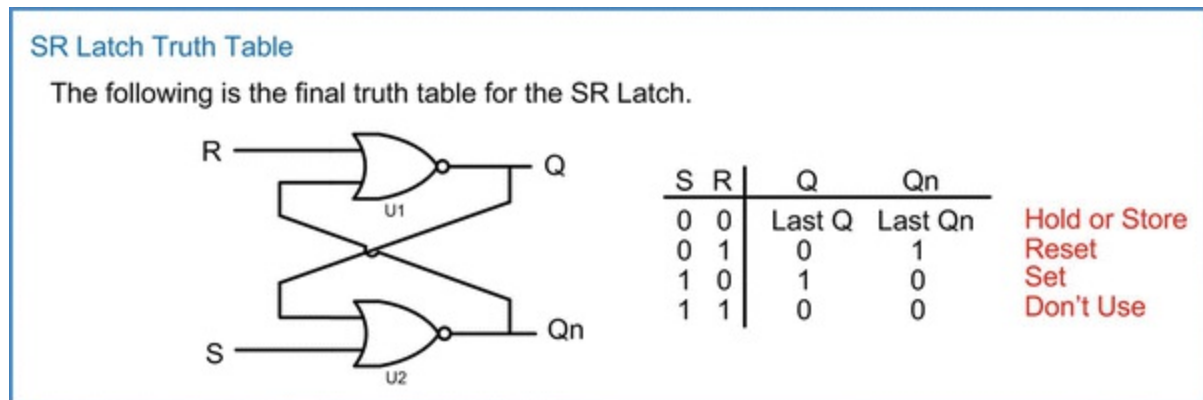 SR Latch Truth Table
The following is the final truth table for the SR Latch.
R
Q
U1
S
Qn
U2
S R Q Qn
0 0 Last Q Last Qn Hold or Store
0 1 0 1 Reset
1 0 1 0 Set
1 1 0 0 Don't Use